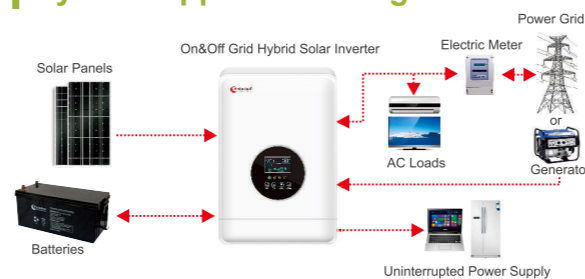 Power Grid
On&Off Grid Hybrid Solar Inverter
Electric Meter
Solar Panels
or
AC Loads
Generato
Batteries
Uninterrupted Power Supply